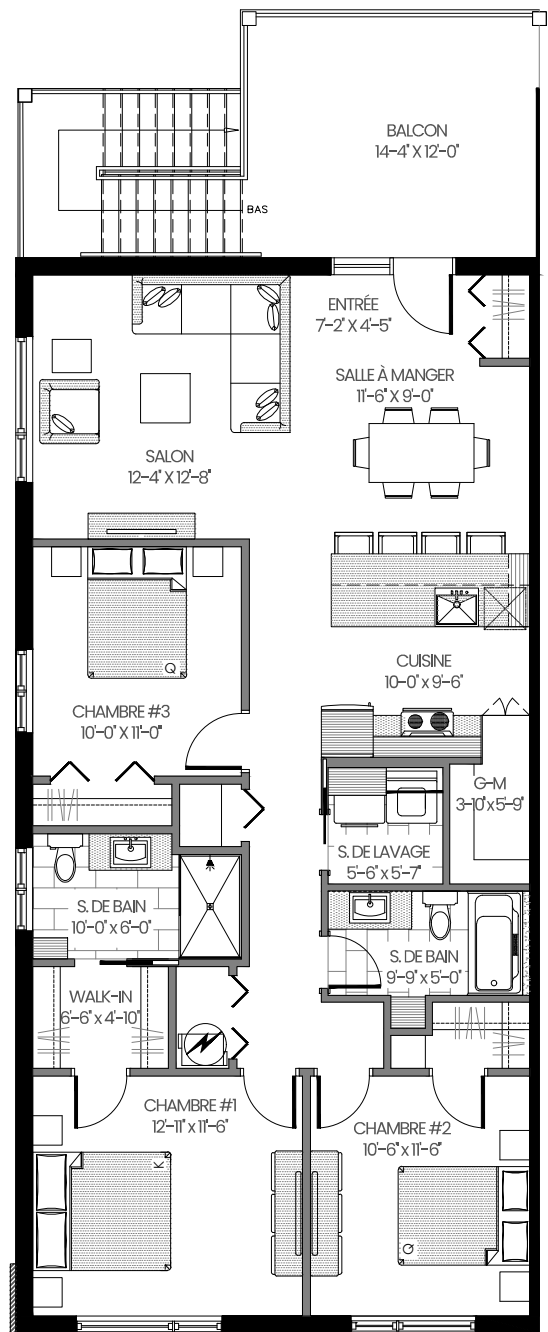 BALCON
14'-4" X 12'-0"
BAS
ENTRÉE
7'-2" X 4'-5"
SALLE À MANGER
11'-6" X 9'-0"
SALON
12'-4" X 12'-8"
CUISINE
10'-0" x 9'-6"
Q
CHAMBRE #3
10'-0" X 11'-0"
G-M
3'-10"x 5'-9"
S. DE LAVAGE
5'-6" x 5'-7"
S. DE BAIN
10'-0" x 6'-0"
S. DE BAIN
9'-9" x 5'-0"
WALK-IN
6'-6" x 4'-10"
CHAMBRE #1
12'-11" x 11'-6"
CHAMBRE #2
10'-6" x 11'-6"
K
Q